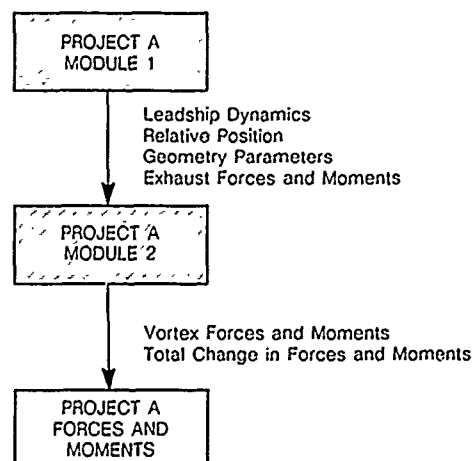 PROJECT A
MODULE 1
Leadship Dynamics
Relative Position
Geometry Parameters
Exhaust Forces and Moments
PROJECT A
MODULE 2
Vortex Forces and Moments
Total Change in Forces and Moments
PROJECT A
FORCES AND
MOMENTS